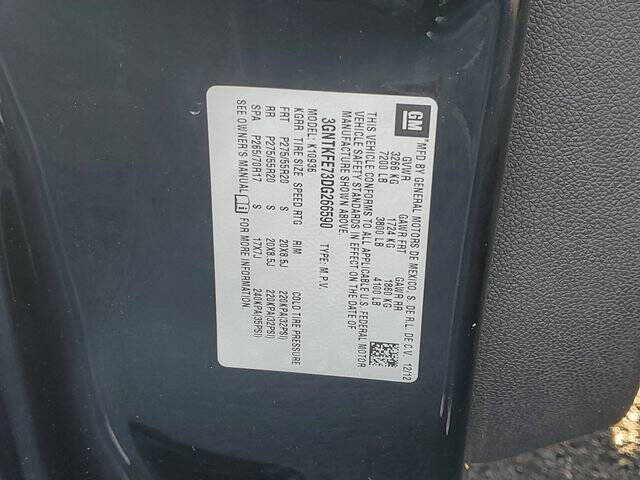 GM
MFD BY GENERAL MOTORS DE MEXICO, S. DE R.L. DE C.V. 12/12
GVWR GAWR FRT GAWR RR
3266 KG 1724 KG 1860 KG
7200 LB 3800 LB 4100 LB
THIS VEHICLE CONFORMS TO ALL APPLICABLE U.S. FEDERAL MOTOR
VEHICLE SAFETY STANDARDS IN EFFECT ON THE DATE OF
MANUFACTURE SHOWN ABOVE.
3GNTKFE73DG266590 TYPE: M.P.V.
MODEL: K10936
KGRR TIRE SIZE SPEED RTG RIM COLD TIRE PRESSURE
FRT P275/55R20 S 20X8.5J 220KPA(32PSI)
RR P275/55R20 S 20X8.5J 220KPA(32PSI)
SPA P265/70R17 S 17X7J 240KPA(35PSI)
SEE OWNER'S MANUAL FOR MORE INFORMATION